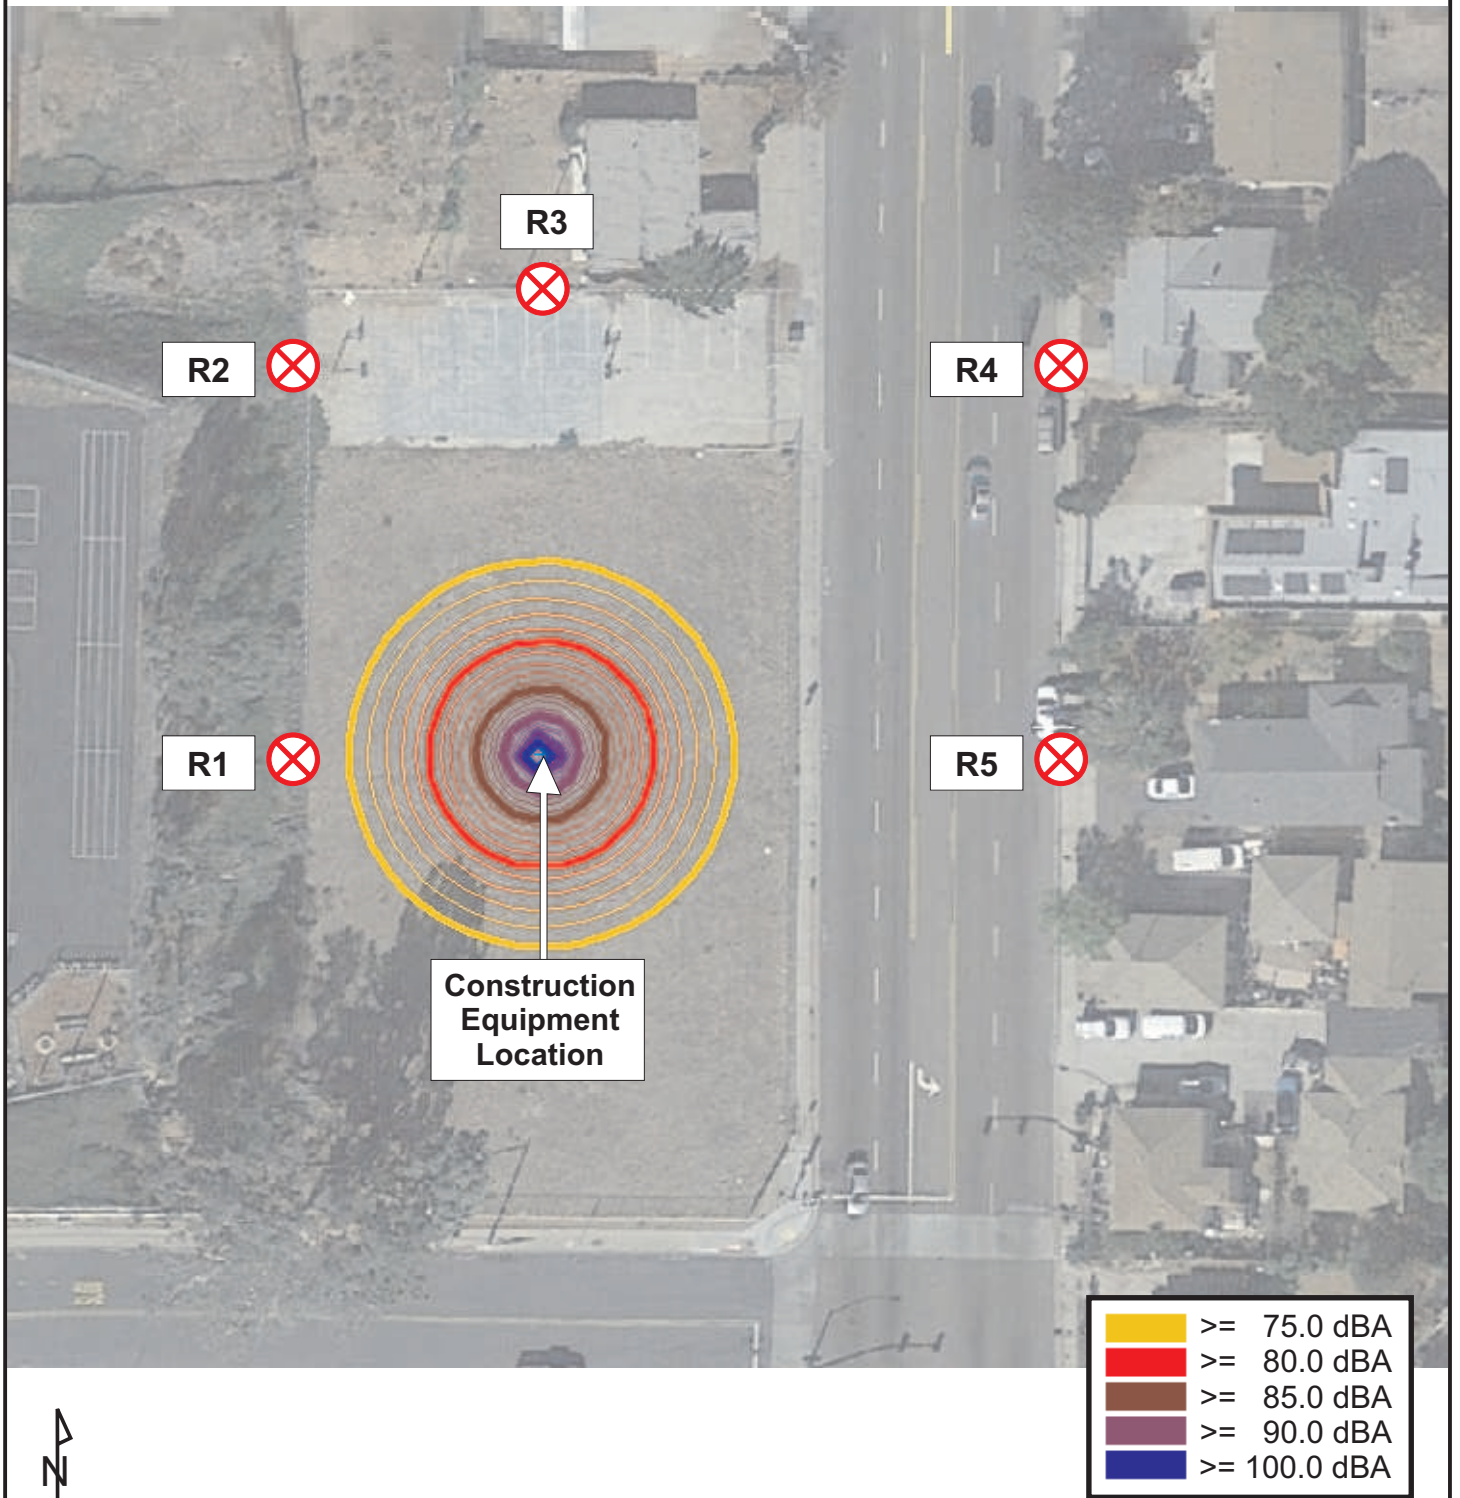 R3
R2
R4
R1
R5
Construction
Equipment
Location
>= 75.0 dBA
>= 80.0 dBA
>= 85.0 dBA
>= 90.0 dBA
>= 100.0 dBA
N